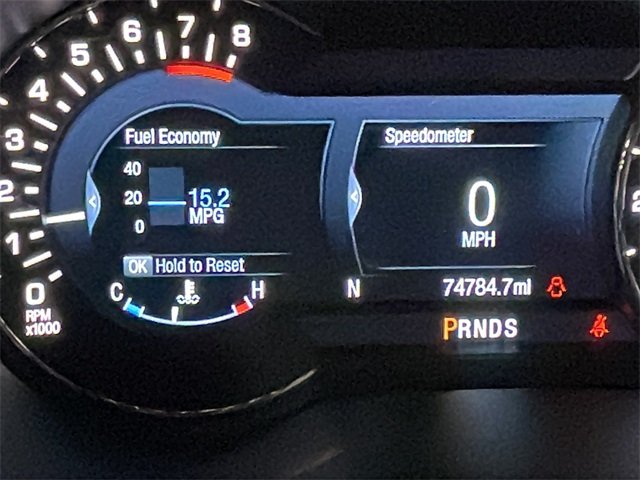 8
7
6
5
4
3
2
1
0
RPM
x1000
Fuel Economy
40
20
0
15.2
MPG
OK Hold to Reset
C H
Speedometer
0
MPH
N 74784.7mi
PRNDS
2